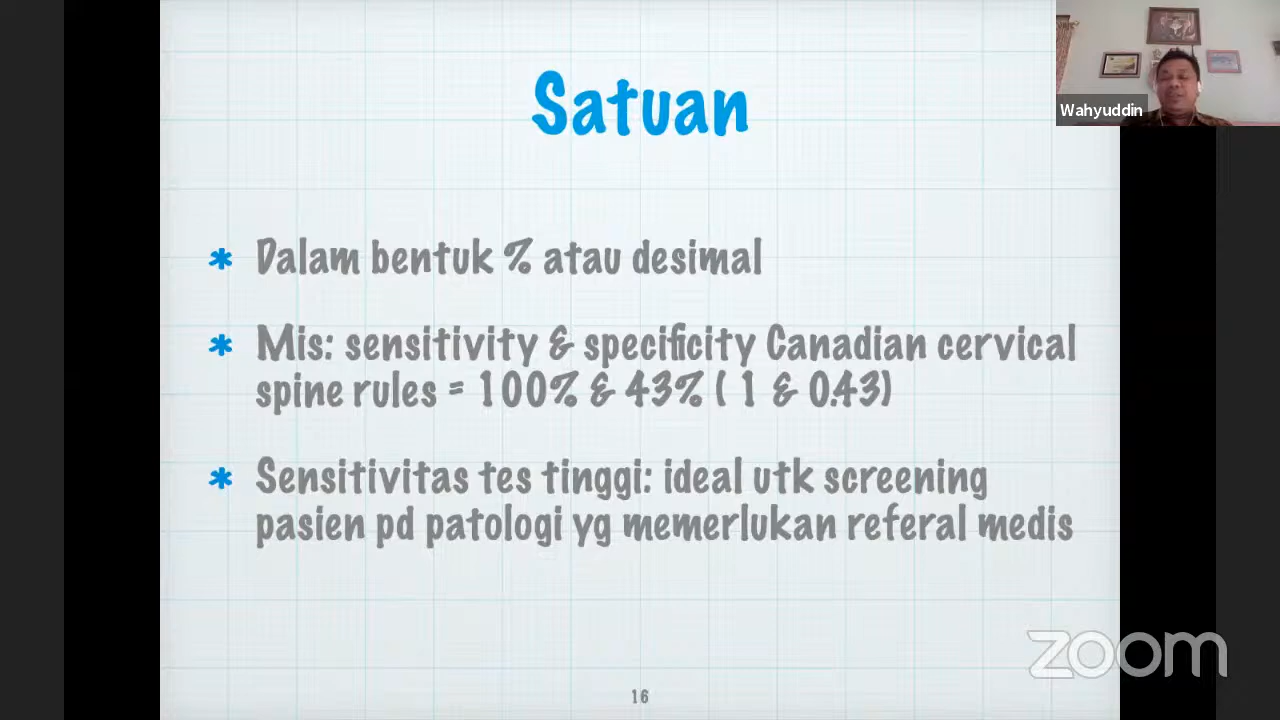 Satuan
Wahyuddin
* Dalam bentuk % atau desimal
* Mis: sensitivity & specificity Canadian cervical
spine rules = 100% & 43% ( 1 & 0.43)
* Sensitivitas tes tinggi: ideal utk screening
pasien pd patologi yg memerlukan referal medis
zoom
16